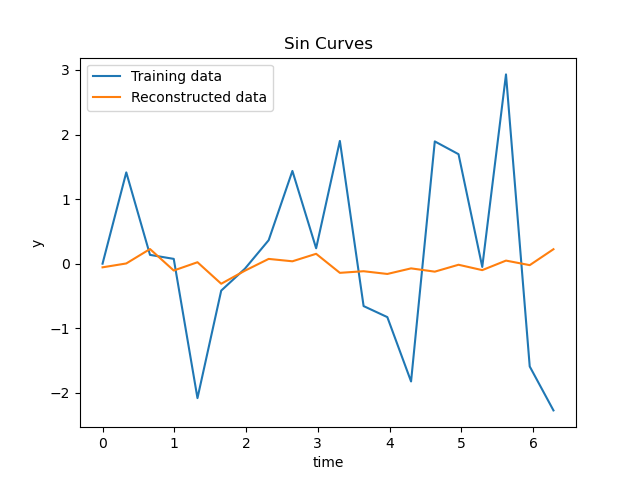 Sin Curves
Training data
Reconstructed data
3
2
1
0
−1
−2
y
0 1 2 3 4 5 6
time